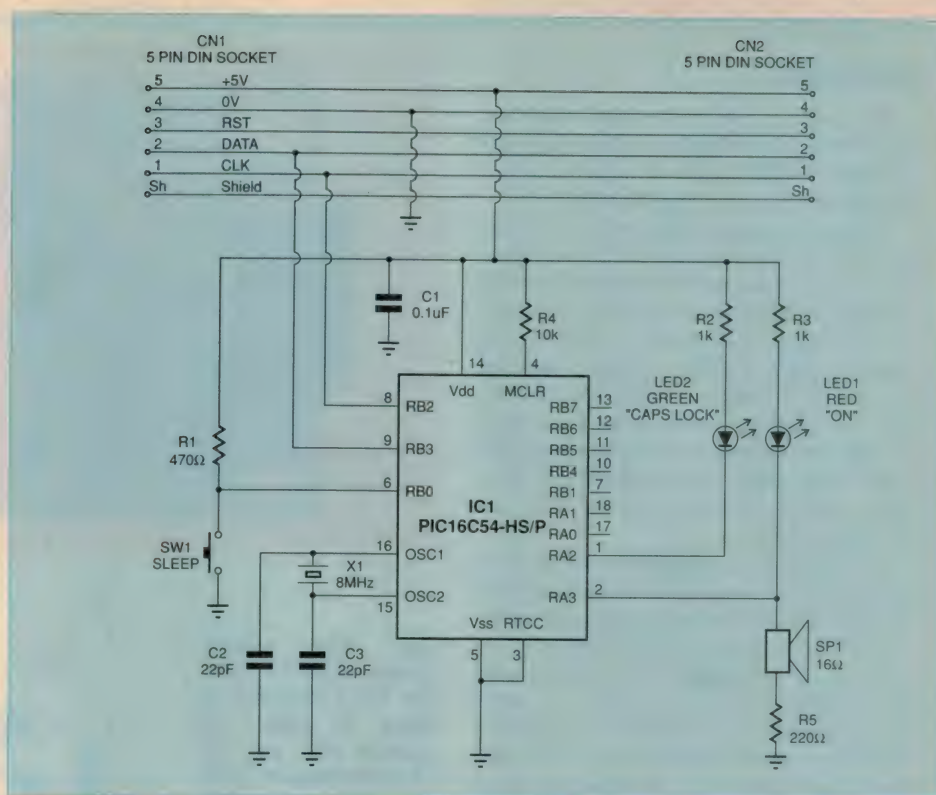 CN1
5 PIN DIN SOCKET
CN2
5 PIN DIN SOCKET
5 +5V 5
4 0V 4
3 RST 3
2 DATA 2
1 CLK 1
Sh Shield Sh
C1
0.1uF
R4
10k
R2
1k
R3
1k
14
4
Vdd MCLR
LED2
GREEN
"CAPS LOCK"
LED1
RED
"ON"
8 RB2
RB7 13
RB6 12
9 RB3
RB5 11
RB4 10
R1
470Ω
6 RB0
RB1 7
RA1 18
IC1
PIC16C54-HS/P
RA0 17
SW1
SLEEP
16 OSC1
RA2 1
X1
8MHz
15 OSC2
RA3 2
Vss RTCC
5 3
C2
22pF
C3
22pF
SP1
16Ω
R5
220Ω